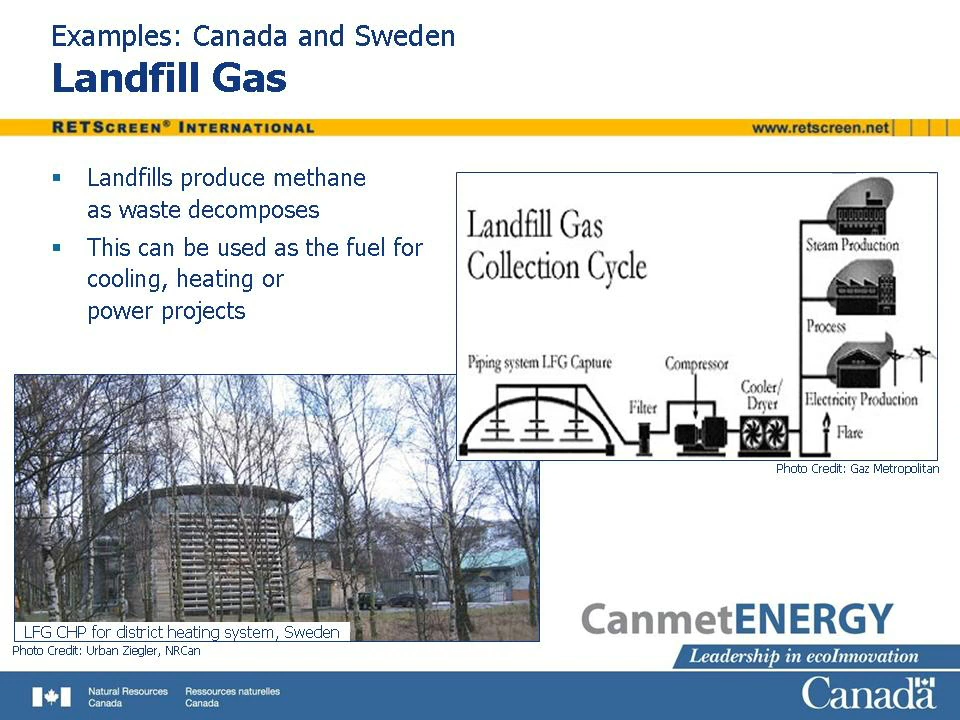 Examples: Canada and Sweden
Landfill Gas
RETSCREEN® INTERNATIONAL
www.retscreen.net
▪ Landfills produce methane
as waste decomposes
▪ This can be used as the fuel for
cooling, heating or
power projects
Landfill Gas
Collection Cycle
Steam Production
Process
Piping system LFG Capture
Compressor
Cooler/
Dryer
Electricity Production
Filter
Flare
Photo Credit: Gaz Metropolitan
LFG CHP for district heating system, Sweden
Photo Credit: Urban Ziegler, NRCan
CanmetENERGY
Leadership in ecoInnovation
Natural Resources
Canada
Ressources naturelles
Canada
Canada